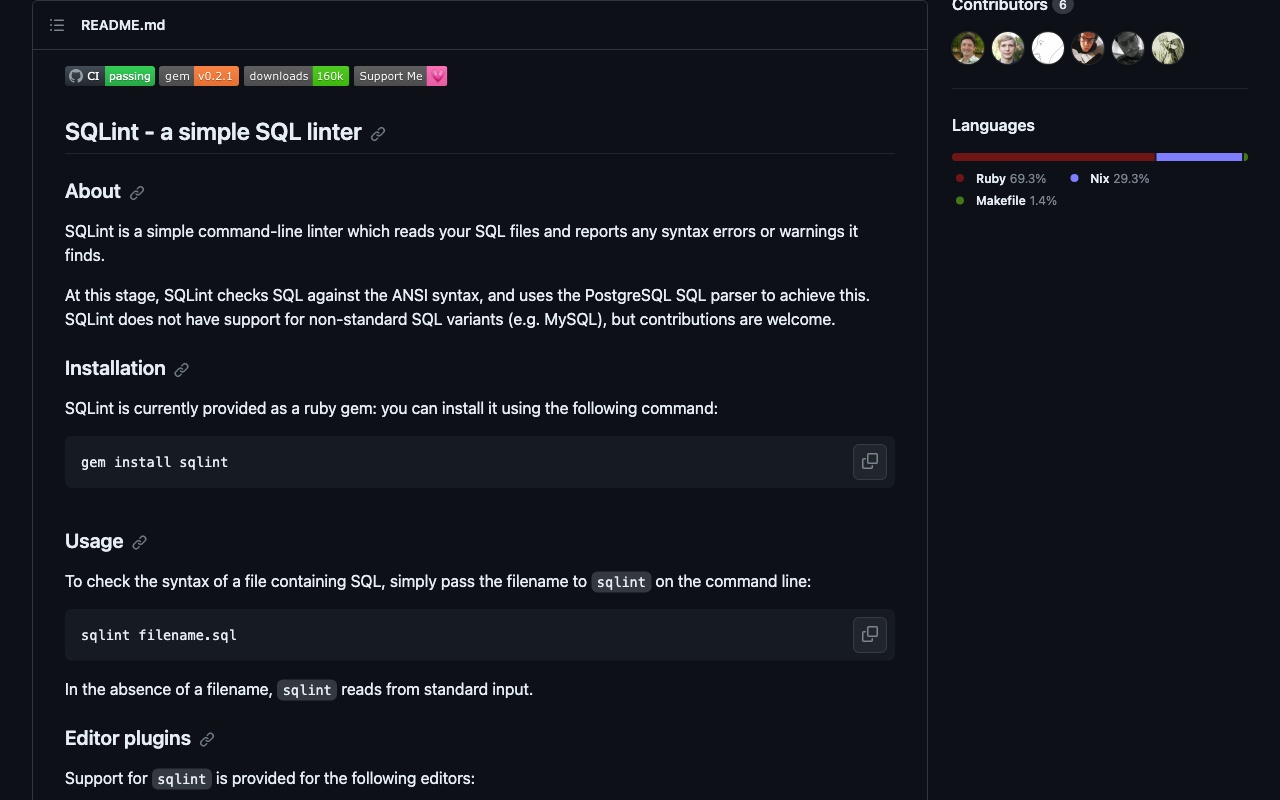 README.md
CI passing gem v0.2.1 downloads 160k Support Me
SQLint - a simple SQL linter
About
SQLint is a simple command-line linter which reads your SQL files and reports any syntax errors or warnings it
finds.
At this stage, SQLint checks SQL against the ANSI syntax, and uses the PostgreSQL SQL parser to achieve this.
SQLint does not have support for non-standard SQL variants (e.g. MySQL), but contributions are welcome.
Installation
SQLint is currently provided as a ruby gem: you can install it using the following command:
gem install sqlint
Usage
To check the syntax of a file containing SQL, simply pass the filename to sqlint on the command line:
sqlint filename.sql
In the absence of a filename, sqlint reads from standard input.
Editor plugins
Support for sqlint is provided for the following editors:
Contributors 6
Languages
Ruby 69.3% Nix 29.3%
Makefile 1.4%